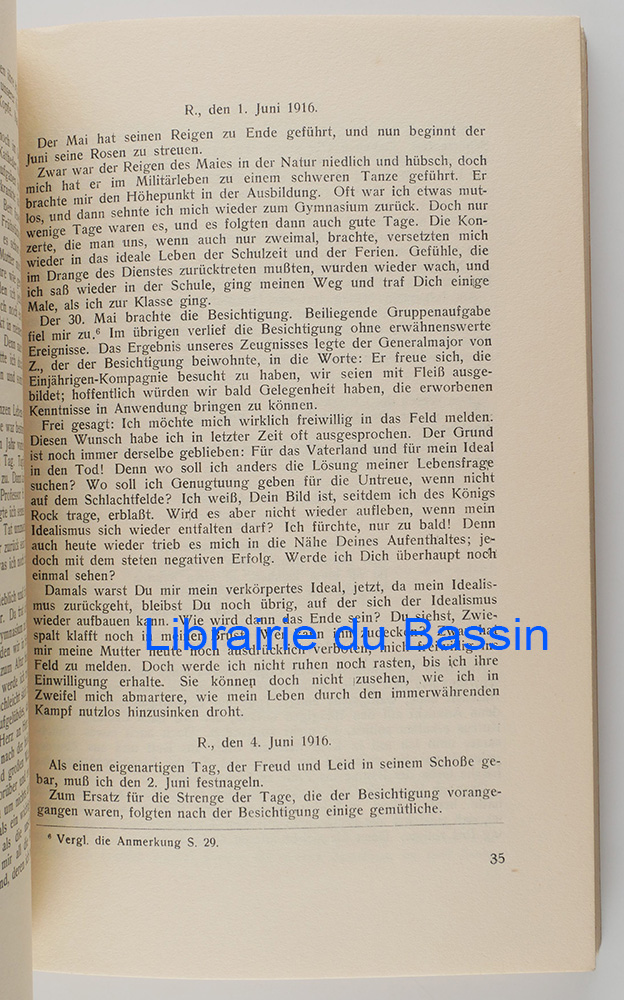 R., den 1. Juni 1916.
Der Mai hat seinen Reigen zu Ende geführt, und nun beginnt der
Juni seine Rosen zu streuen.
Zwar war der Reigen des Maies in der Natur niedlich und hübsch, doch
mich hat er im Militärleben zu einem schweren Tanze geführt. Er
brachte mir den Höhepunkt in der Ausbildung. Oft war ich etwas mut-
los, und dann sehnte ich mich wieder zum Gymnasium zurück. Doch nur
wenige Tage waren es, und es folgten dann auch gute Tage. Die Kon-
zerte, die man uns, wenn auch nur zweimal, brachte, versetzten mich
wieder in das ideale Leben der Schulzeit und der Ferien. Gefühle, die
im Drange des Dienstes zurücktreten mußten, wurden wieder wach, und
ich saß wieder in der Schule, ging meinen Weg und traf Dich einige
Male, als ich zur Klasse ging.
Der 30. Mai brachte die Besichtigung. Beiliegende Gruppenaufgabe
fiel mir zu.⁶ Im übrigen verlief die Besichtigung ohne erwähnenswerte
Ereignisse. Das Ergebnis unseres Zeugnisses legte der Generalmajor von
Z., der der Besichtigung beiwohnte, in die Worte: Er freue sich, die
Einjährigen-Kompagnie besucht zu haben, wir seien mit Fleiß ausge-
bildet; hoffentlich würden wir bald Gelegenheit haben, die erworbenen
Kenntnisse in Anwendung bringen zu können.
Frei gesagt: Ich möchte mich wirklich freiwillig in das Feld melden.
Diesen Wunsch habe ich in letzter Zeit oft ausgesprochen. Der Grund
ist noch immer derselbe geblieben: Für das Vaterland und für mein Ideal
in den Tod! Denn wo soll ich anders die Lösung meiner Lebensfrage
suchen? Wo soll ich Genugtuung geben für die Untreue, wenn nicht
auf dem Schlachtfelde? Ich weiß, Dein Bild ist, seitdem ich des Königs
Rock trage, erblaßt. Wird es aber nicht wieder aufleben, wenn mein
Idealismus sich wieder entfalten darf? Ich fürchte, nur zu bald! Denn
auch heute wieder trieb es mich in die Nähe Deines Aufenthaltes; je-
doch mit dem steten negativen Erfolg. Werde ich Dich überhaupt noch
einmal sehen?
Damals warst Du mir mein verkörpertes Ideal, jetzt, da mein Idealis-
mus zurückgeht, bleibst Du noch übrig, auf der sich der Idealismus
wieder aufbauen kann. Wie wird dann das Ende sein? Du siehst, Zwie-
spalt klafft noch in meiner Brust.
Librairie du Bassin
mir meine Mutter heute noch ausdrücklich verboten, mich freiwillig ins
Feld zu melden. Doch werde ich nicht ruhen noch rasten, bis ich ihre
Einwilligung erhalte. Sie können doch nicht zusehen, wie ich in
Zweifel mich abmartere, wie mein Leben durch den immerwährenden
Kampf nutzlos hinzusinken droht.
R., den 4. Juni 1916.
Als einen eigenartigen Tag, der Freud und Leid in seinem Schoße ge-
bar, muß ich den 2. Juni festnageln.
Zum Ersatz für die Strenge der Tage, die der Besichtigung vorange-
gangen waren, folgten nach der Besichtigung einige gemütliche.
⁶ Vergl. die Anmerkung S. 29.
35